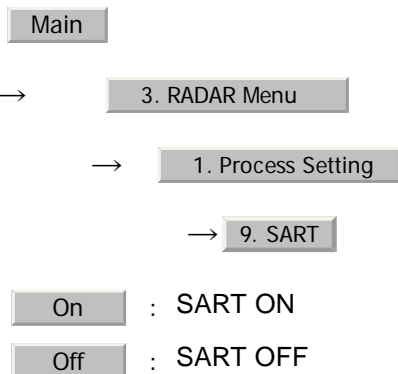 Main
→ 3. RADAR Menu
→ 1. Process Setting
→ 9. SART
On : SART ON
Off : SART OFF